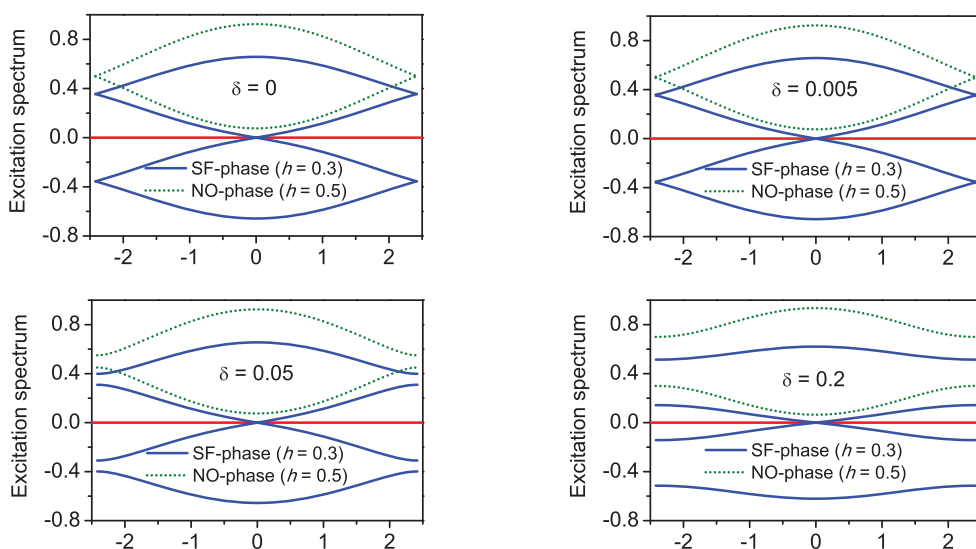 Excitation spectrum
0.8
0.4
0.0
-0.4
-0.8
δ = 0
SF-phase (h = 0.3)
NO-phase (h = 0.5)
-2 -1 0 1 2
Excitation spectrum
0.8
0.4
0.0
-0.4
-0.8
δ = 0.005
SF-phase (h = 0.3)
NO-phase (h = 0.5)
-2 -1 0 1 2
Excitation spectrum
0.8
0.4
0.0
-0.4
-0.8
δ = 0.05
SF-phase (h = 0.3)
NO-phase (h = 0.5)
-2 -1 0 1 2
Excitation spectrum
0.8
0.4
0.0
-0.4
-0.8
δ = 0.2
SF-phase (h = 0.3)
NO-phase (h = 0.5)
-2 -1 0 1 2